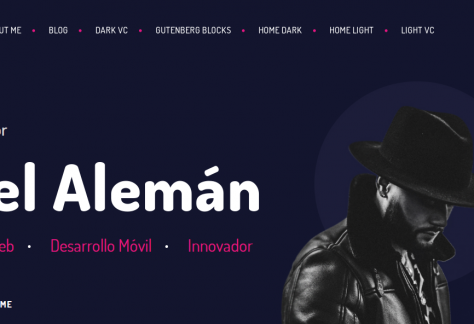 UT ME • BLOG • DARK VC • GUTENBERG BLOCKS • HOME DARK • HOME LIGHT • LIGHT VC
or
el Alemán
eb • Desarrollo Móvil • Innovador
ME